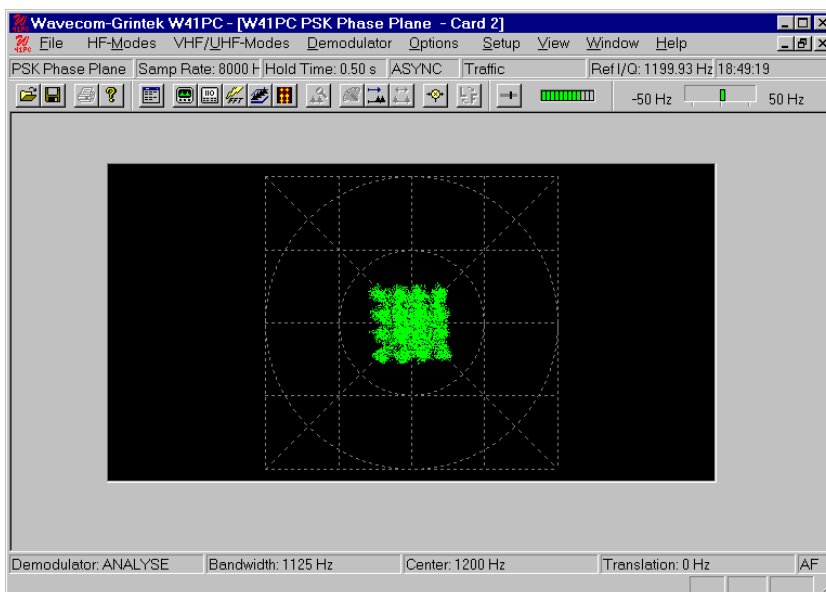 Wavecom-Grintek W41PC - [W41PC PSK Phase Plane - Card 2]
File HF-Modes VHF/UHF-Modes Demodulator Options Setup View Window Help
PSK Phase Plane Samp Rate: 8000 H Hold Time: 0.50 s ASYNC Traffic Ref I/Q: 1199.93 Hz 18:49:19
-50 Hz 50 Hz
Demodulator: ANALYSE Bandwidth: 1125 Hz Center: 1200 Hz Translation: 0 Hz AF